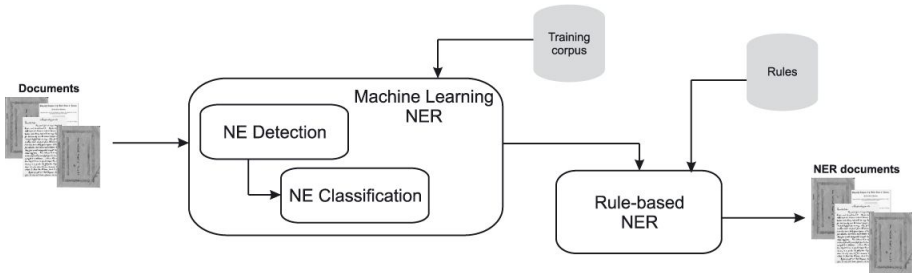 Training
corpus
Rules
Documents
Machine Learning
NER
NE Detection
NE Classification
Rule-based
NER
NER documents